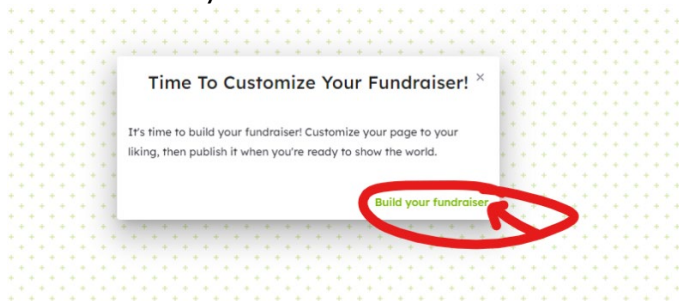 Time To Customize Your Fundraiser! ×
It's time to build your fundraiser! Customize your page to your
liking, then publish it when you're ready to show the world.
Build your fundraiser